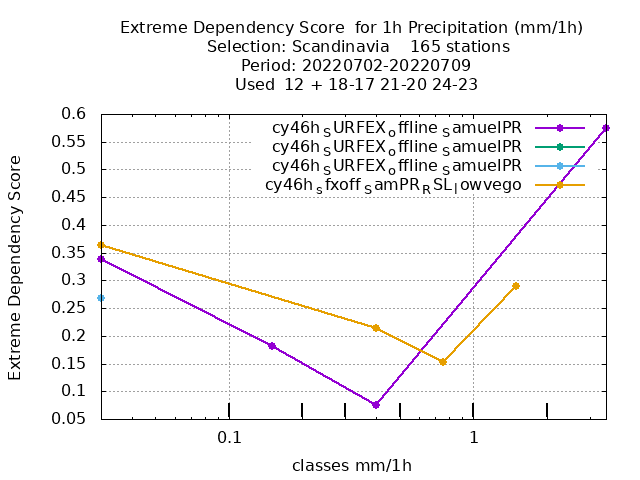 Extreme Dependency Score  for 1h Precipitation (mm/1h)
Selection: Scandinavia    165 stations
Period: 20220702-20220709
Used  12 + 18-17 21-20 24-23
0.6
0.55
0.5
0.45
0.4
0.35
0.3
0.25
0.2
0.15
0.1
0.05
Extreme Dependency Score
cy46h_SURFEX_offline_SamuelPR
cy46h_SURFEX_offline_SamuelPR
cy46h_SURFEX_offline_SamuelPR
cy46h_sfxoff_SamPR_RSL_lowvego
0.1
1
classes mm/1h